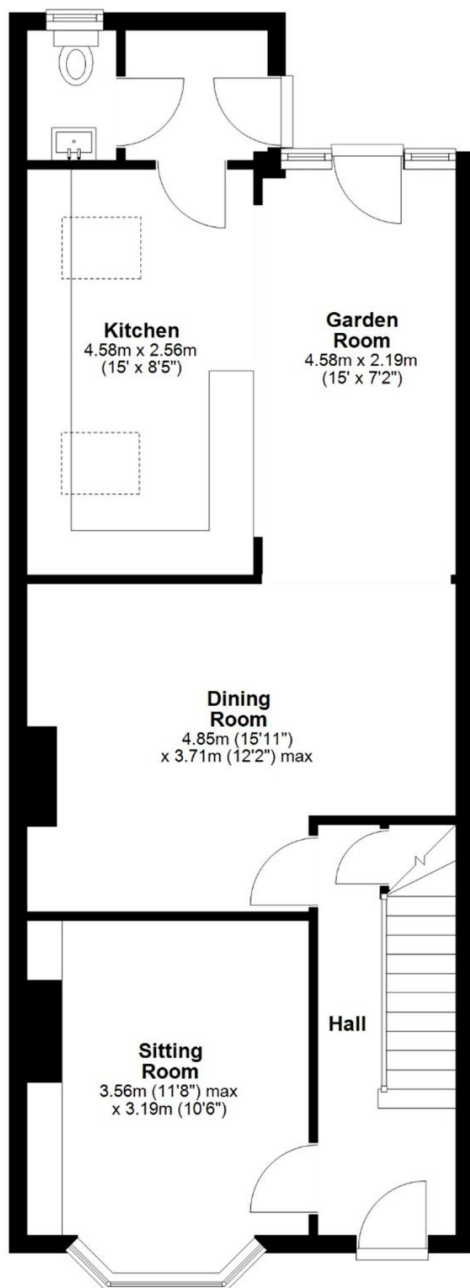 Kitchen
4.58m x 2.56m
(15' x 8'5")
Garden
Room
4.58m x 2.19m
(15' x 7'2")
Dining
Room
4.85m (15'11")
x 3.71m (12'2") max
Hall
Sitting
Room
3.56m (11'8") max
x 3.19m (10'6")